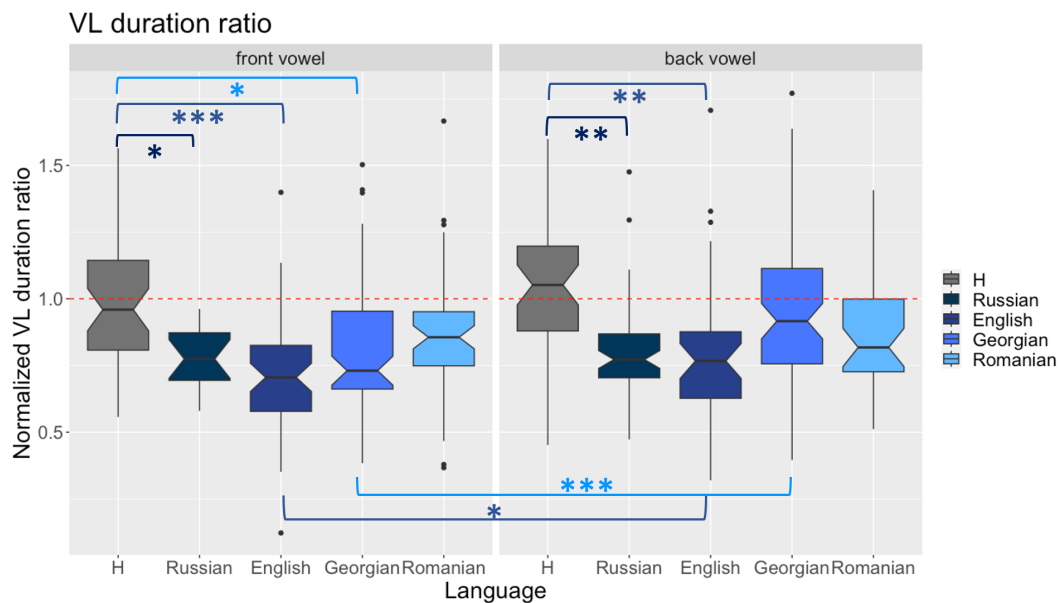 VL duration ratio
front vowel
back vowel
*
***
*
**
**
Normalized VL duration ratio
1.5
1.0
0.5
***
*
H
Russian
English
Georgian
Romanian
H
Russian
English
Georgian
Romanian
Language
H
Russian
English
Georgian
Romanian